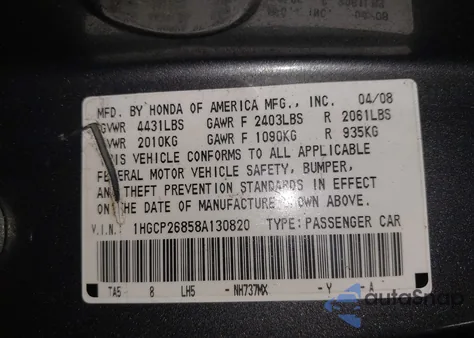 MFD. BY HONDA OF AMERICA MFG., INC. 04/08
GVWR 4431LBS GAWR F 2403LBS R 2061LBS
GVWR 2010KG GAWR F 1090KG R 935KG
THIS VEHICLE CONFORMS TO ALL APPLICABLE
FEDERAL MOTOR VEHICLE SAFETY, BUMPER,
AND THEFT PREVENTION STANDARDS IN EFFECT
ON THE DATE OF MANUFACTURE SHOWN ABOVE.
V.I.N.: 1HGCP26858A130820 TYPE: PASSENGER CAR
TA5 8 LH5 -NH737MX -Y -A
autoSnap